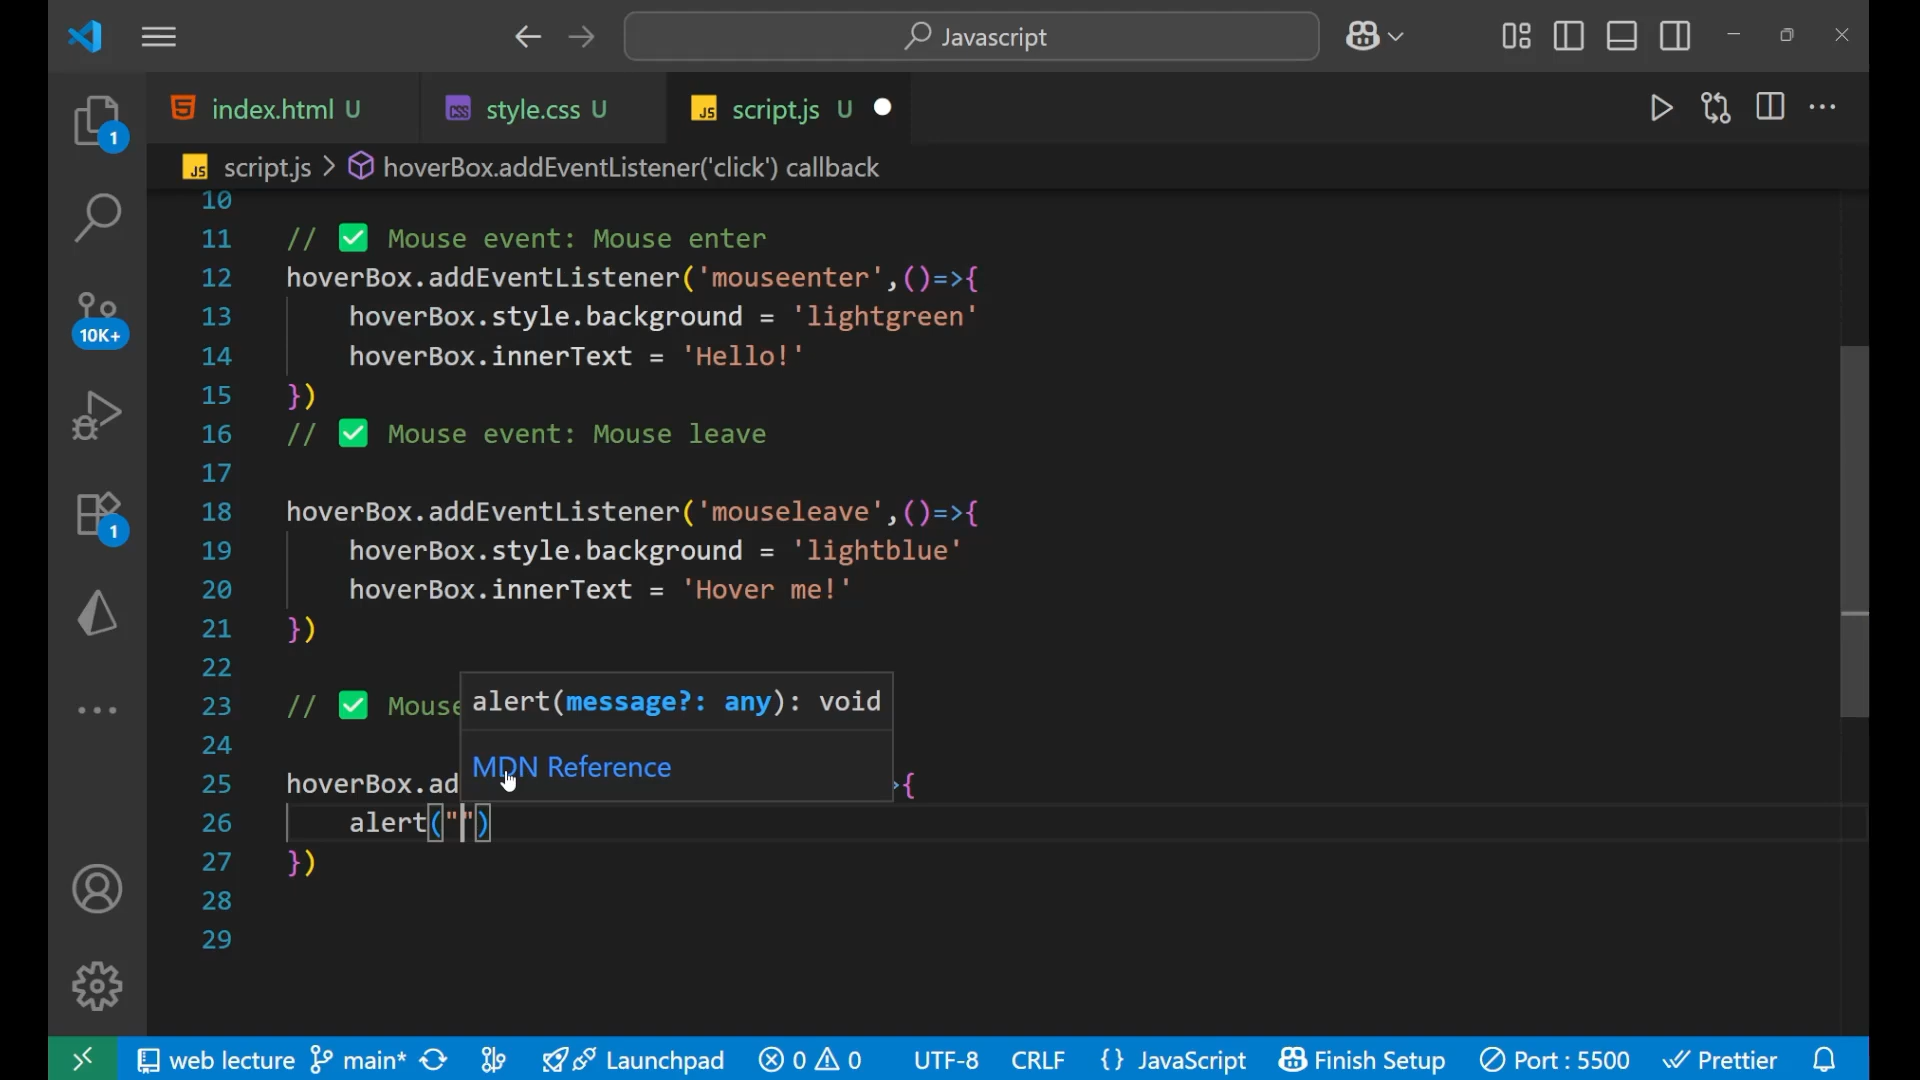 Javascript
index.html U
style.css U
JS script.js U
JS script.js > hoverBox.addEventListener('click') callback
10
11 // ✅ Mouse event: Mouse enter
12 hoverBox.addEventListener('mouseenter',()=>{
13 hoverBox.style.background = 'lightgreen'
14 hoverBox.innerText = 'Hello!'
15 })
16 // ✅ Mouse event: Mouse leave
17
18 hoverBox.addEventListener('mouseleave',()=>{
19 hoverBox.style.background = 'lightblue'
20 hoverBox.innerText = 'Hover me!'
21 })
22
23 // ✅ Mouse
alert(message?: any): void
24
MDN Reference
25 hoverBox.ad >{
26 alert("")
27 })
28
29
1
10K+
1
web lecture main* Launchpad 0 0 UTF-8 CRLF {} JavaScript Finish Setup Port : 5500 Prettier